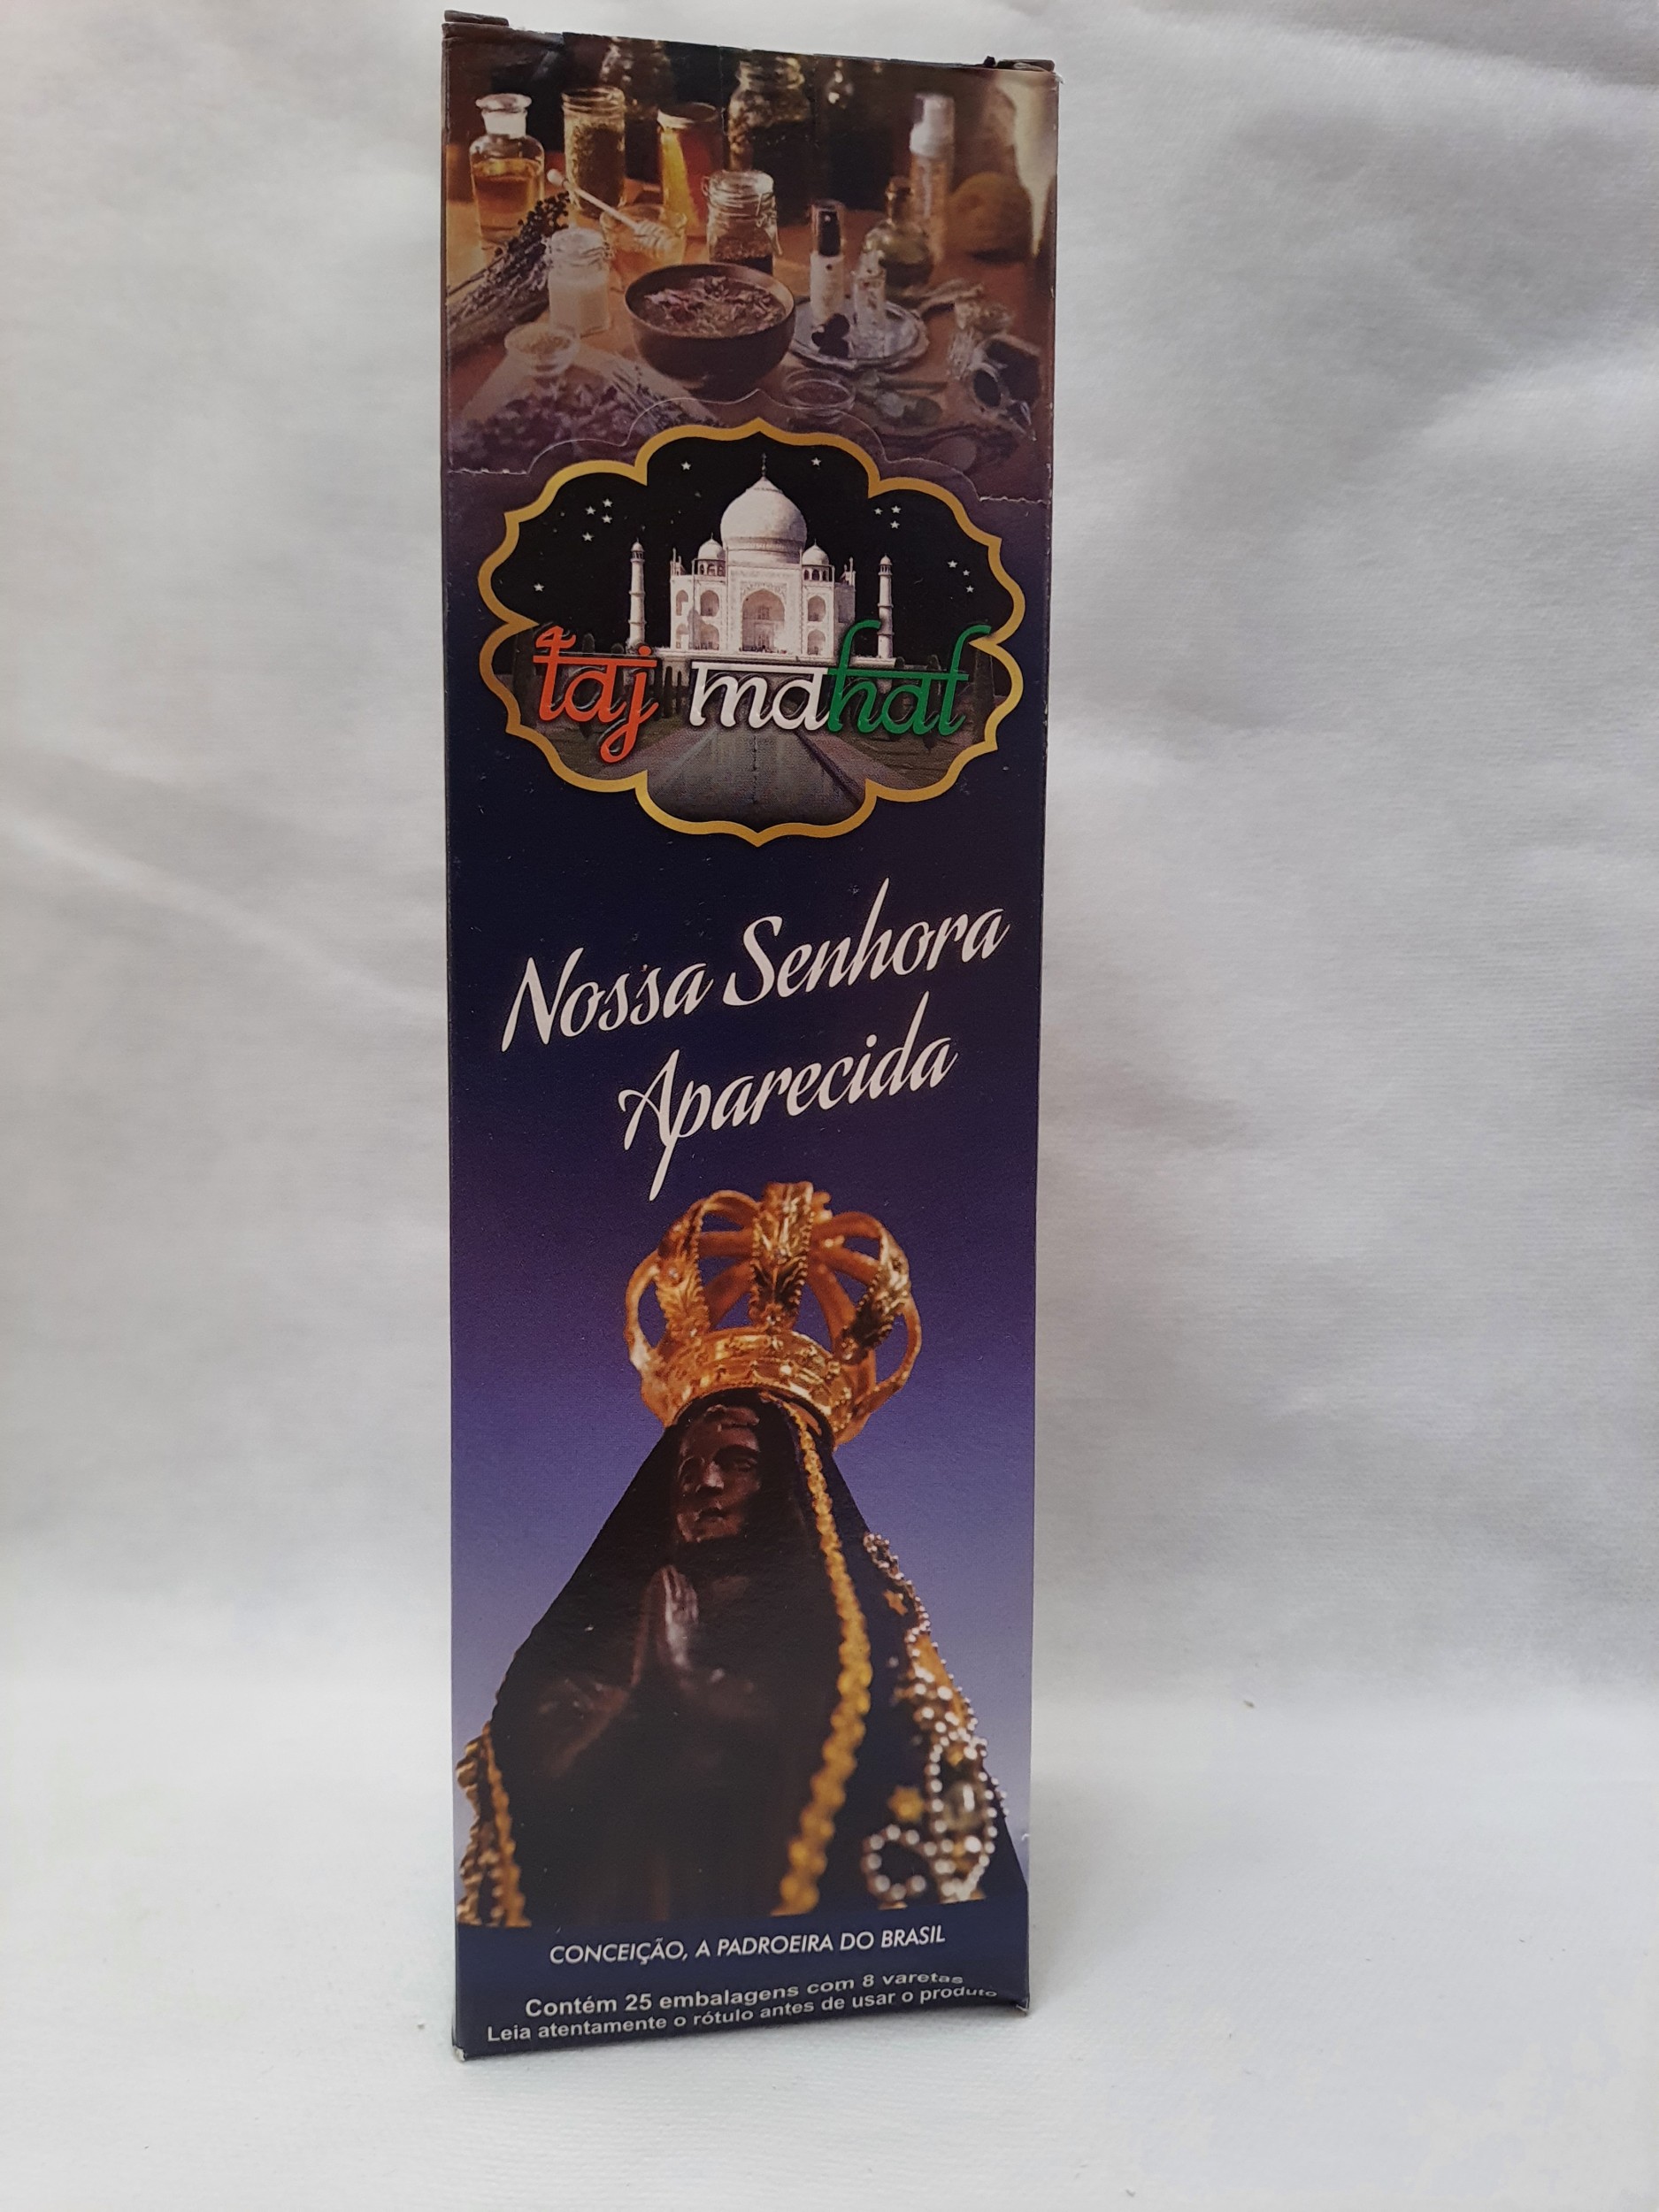 taj mahal
Nossa Senhora
Aparecida
CONCEIÇÃO, A PADROEIRA DO BRASIL
Contém 25 embalagens com 8 varetas
Leia atentamente o rótulo antes de usar o produto